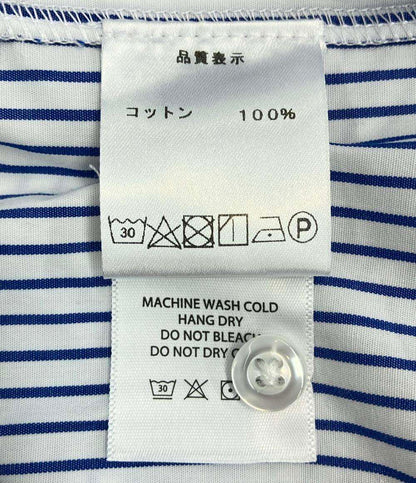 品質表示
コットン 100%
30 P
MACHINE WASH COLD
HANG DRY
DO NOT BLEACH
DO NOT DRY
30